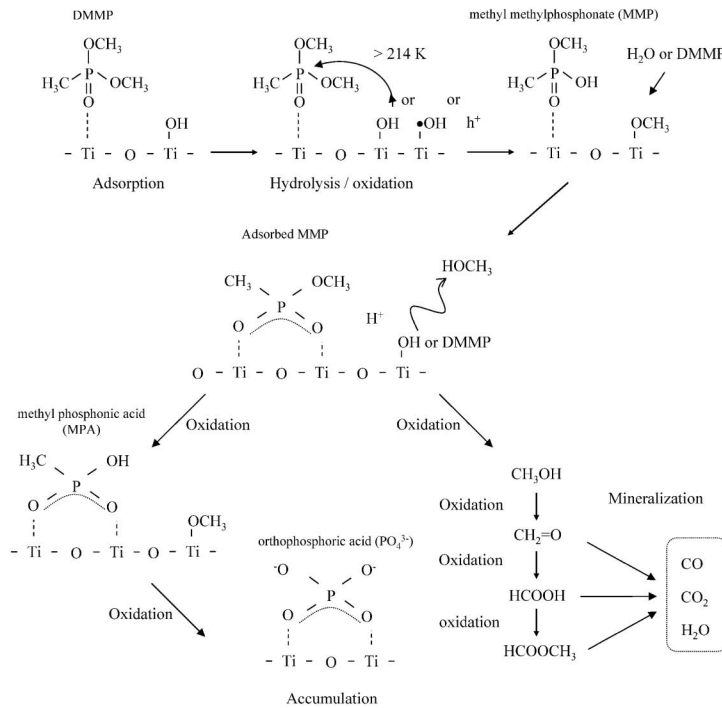 DMMP
OCH₃
H₃C P OCH₃
O
OH
- Ti - O - Ti -
Adsorption
OCH₃
H₃C P OCH₃
O
> 214 K
or or
OH •OH h⁺
- Ti - O - Ti - Ti -
Hydrolysis / oxidation
methyl methylphosphonate (MMP)
OCH₃
H₃C P OH
O
H₂O or DMMP
OCH₃
- Ti - O - Ti -
Adsorbed MMP
CH₃ OCH₃
P
O O
HOCH₃
H⁺
OH or DMMP
O - Ti - O - Ti - O - Ti -
Oxidation
Oxidation
methyl phosphonic acid
(MPA)
H₃C OH
P
O O
OCH₃
- Ti - O - Ti - O - Ti -
Oxidation
orthophosphoric acid (PO₄³⁻)
⁻O O⁻
P
O O
- Ti - O - Ti -
Accumulation
CH₃OH
Oxidation
CH₂=O
Oxidation
HCOOH
oxidation
HCOOCH₃
Mineralization
CO
CO₂
H₂O